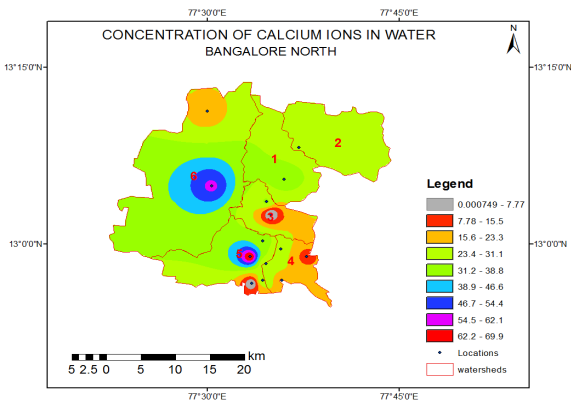 77°30'0"E 77°45'0"E
CONCENTRATION OF CALCIUM IONS IN WATER
BANGALORE NORTH
N
13°15'0"N 13°15'0"N
2
1
6
Legend
0.000749 - 7.77
7.78 - 15.5
15.6 - 23.3
23.4 - 31.1
31.2 - 38.8
38.9 - 46.6
46.7 - 54.4
54.5 - 62.1
62.2 - 69.9
Locations
watersheds
13°0'0"N 13°0'0"N
4
km
5 2.5 0 5 10 15 20
77°30'0"E 77°45'0"E